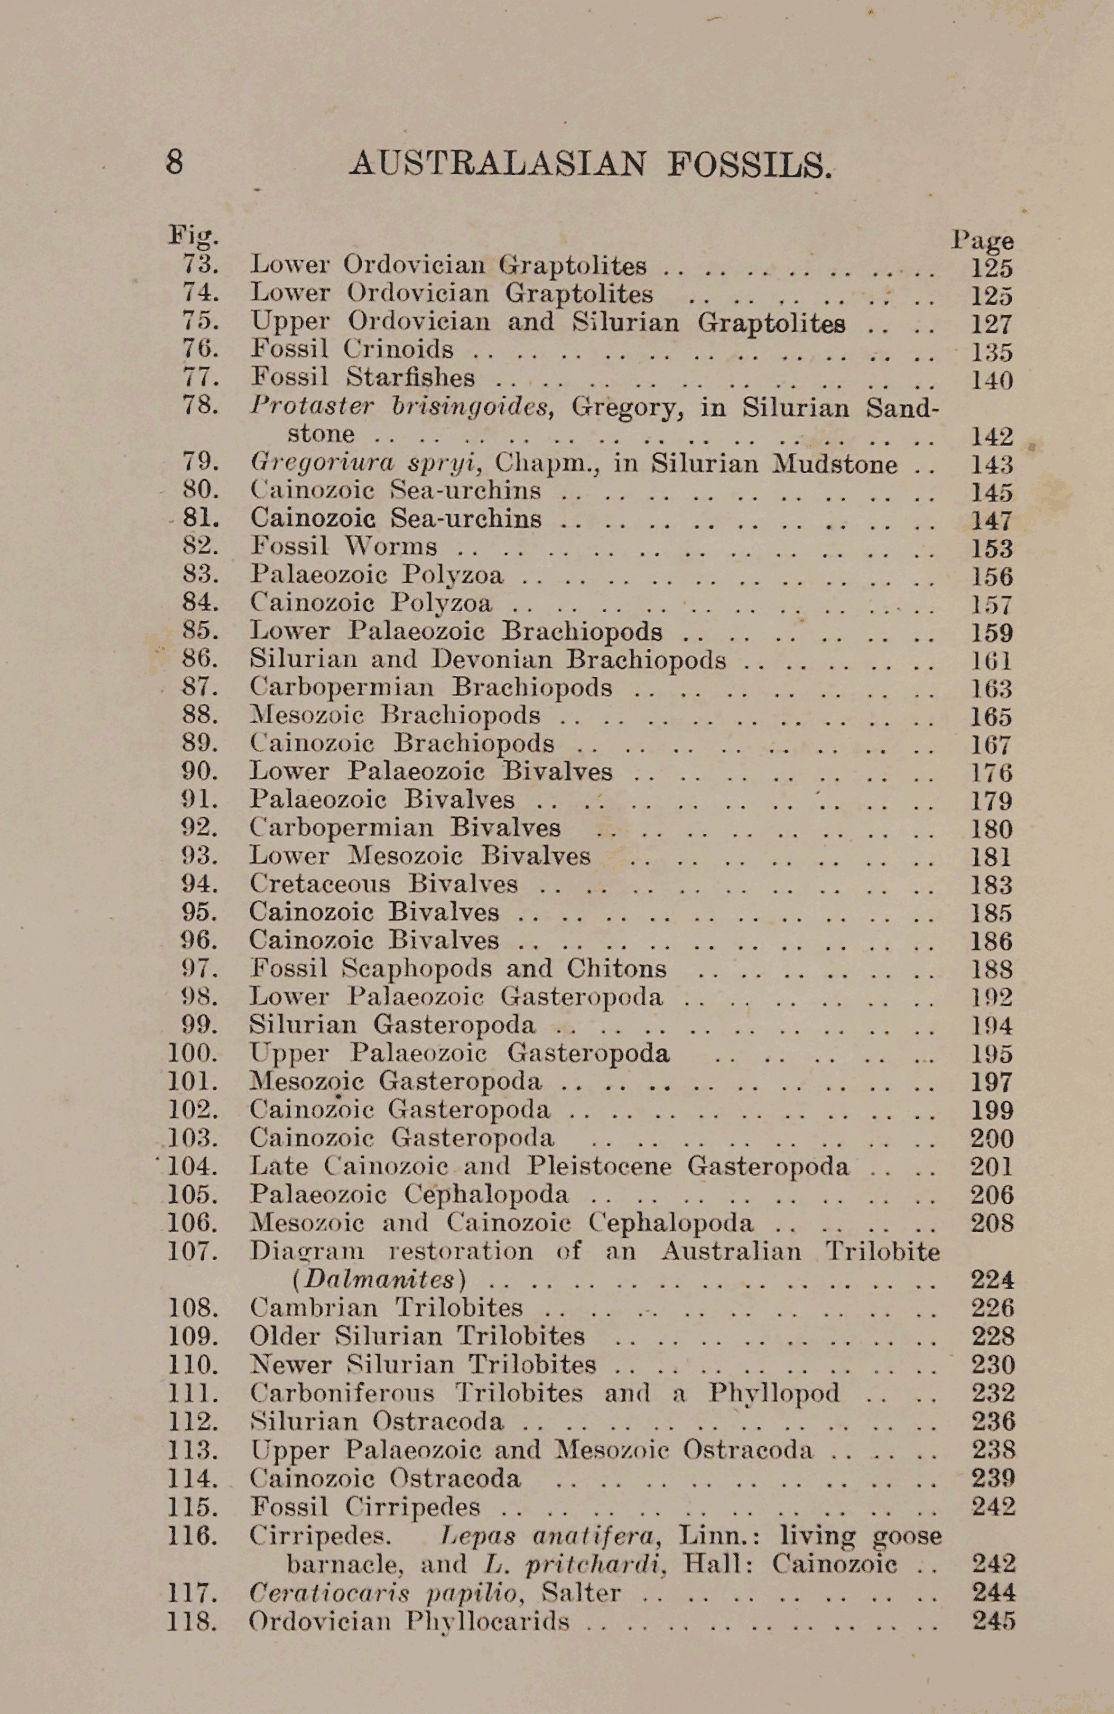 8 AUSTRALASIAN FOSSILS.
Fig. Page
73. Lower Ordovician Graptolites .. .. .. .. .. .. .. 125
74. Lower Ordovician Graptolites .. .. .. .. .. .. 125
75. Upper Ordovician and Silurian Graptolites .. .. 127
76. Fossil Crinoids .. .. .. .. .. .. .. .. .. .. .. 135
77. Fossil Starfishes .. .. .. .. .. .. .. .. .. .. 140
78. Protaster brisingoides, Gregory, in Silurian Sand-
stone .. .. .. .. .. .. .. .. .. .. .. .. .. 142
79. Gregoriura spryi, Chapm., in Silurian Mudstone .. 143
80. Cainozoic Sea-urchins .. .. .. .. .. .. .. .. .. 145
81. Cainozoic Sea-urchins .. .. .. .. .. .. .. .. .. 147
82. Fossil Worms .. .. .. .. .. .. .. .. .. .. .. 153
83. Palaeozoic Polyzoa .. .. .. .. .. .. .. .. .. .. 156
84. Cainozoic Polyzoa .. .. .. .. .. .. .. .. .. .. 157
85. Lower Palaeozoic Brachiopods .. .. .. .. .. .. 159
86. Silurian and Devonian Brachiopods .. .. .. .. .. 161
87. Carbopermian Brachiopods .. .. .. .. .. .. .. 163
88. Mesozoic Brachiopods .. .. .. .. .. .. .. .. .. 165
89. Cainozoic Brachiopods .. .. .. .. .. .. .. .. 167
90. Lower Palaeozoic Bivalves .. .. .. .. .. .. .. 176
91. Palaeozoic Bivalves .. .. .. .. .. .. .. .. .. 179
92. Carbopermian Bivalves .. .. .. .. .. .. .. .. 180
93. Lower Mesozoic Bivalves .. .. .. .. .. .. .. 181
94. Cretaceous Bivalves .. .. .. .. .. .. .. .. .. 183
95. Cainozoic Bivalves .. .. .. .. .. .. .. .. .. .. 185
96. Cainozoic Bivalves .. .. .. .. .. .. .. .. .. .. 186
97. Fossil Scaphopods and Chitons .. .. .. .. .. .. 188
98. Lower Palaeozoic Gasteropoda .. .. .. .. .. .. 192
99. Silurian Gasteropoda .. .. .. .. .. .. .. .. .. 194
100. Upper Palaeozoic Gasteropoda .. .. .. .. ... 195
101. Mesozoic Gasteropoda .. .. .. .. .. .. .. .. .. 197
102. Cainozoic Gasteropoda .. .. .. .. .. .. .. .. .. 199
103. Cainozoic Gasteropoda .. .. .. .. .. .. .. .. 200
104. Late Cainozoic and Pleistocene Gasteropoda .. .. 201
105. Palaeozoic Cephalopoda .. .. .. .. .. .. .. .. 206
106. Mesozoic and Cainozoic Cephalopoda .. .. .. .. 208
107. Diagram restoration of an Australian Trilobite
(Dalmanites) .. .. .. .. .. .. .. .. .. .. .. 224
108. Cambrian Trilobites .. .. .. .. .. .. .. .. .. 226
109. Older Silurian Trilobites .. .. .. .. .. .. .. .. 228
110. Newer Silurian Trilobites .. .. .. .. .. .. .. .. 230
111. Carboniferous Trilobites and a Phyllopod .. .. 232
112. Silurian Ostracoda .. .. .. .. .. .. .. .. .. .. 236
113. Upper Palaeozoic and Mesozoic Ostracoda .. .. .. 238
114. Cainozoic Ostracoda .. .. .. .. .. .. .. .. .. 239
115. Fossil Cirripedes .. .. .. .. .. .. .. .. .. .. 242
116. Cirripedes. Lepas anatifera, Linn.: living goose
barnacle, and L. pritchardi, Hall: Cainozoic .. 242
117. Ceratiocaris papilio, Salter .. .. .. .. .. .. .. 244
118. Ordovician Phyllocarids .. .. .. .. .. .. .. .. 245